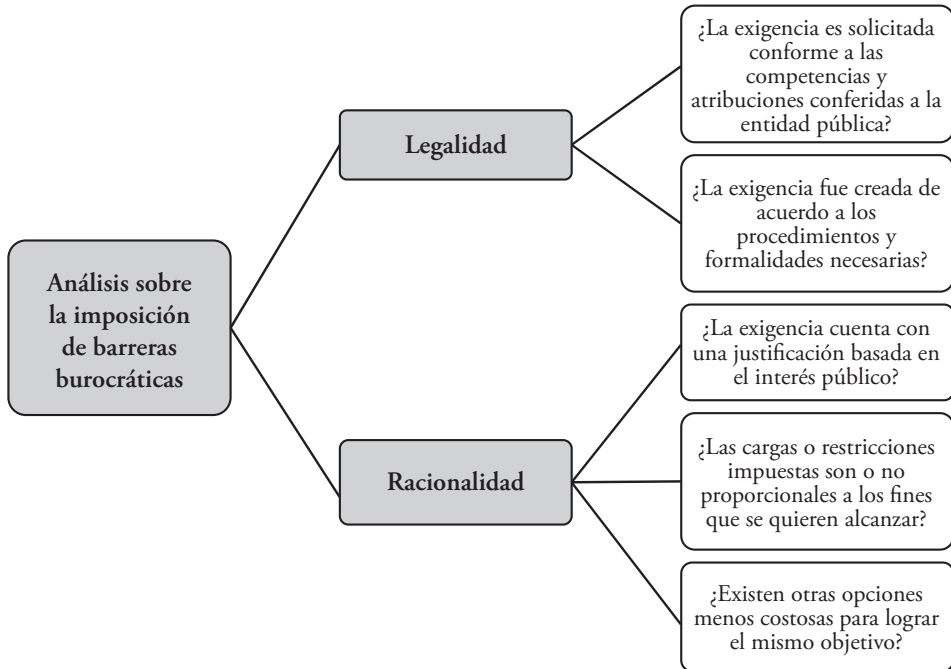 Análisis sobre
la imposición
de barreras
burocráticas
Legalidad
¿La exigencia es solicitada
conforme a las
competencias y
atribuciones conferidas a la
entidad pública?
¿La exigencia fue creada de
acuerdo a los
procedimientos y
formalidades necesarias?
Racionalidad
¿La exigencia cuenta con
una justificación basada en
el interés público?
¿Las cargas o restricciones
impuestas son o no
proporcionales a los fines
que se quieren alcanzar?
¿Existen otras opciones
menos costosas para lograr
el mismo objetivo?